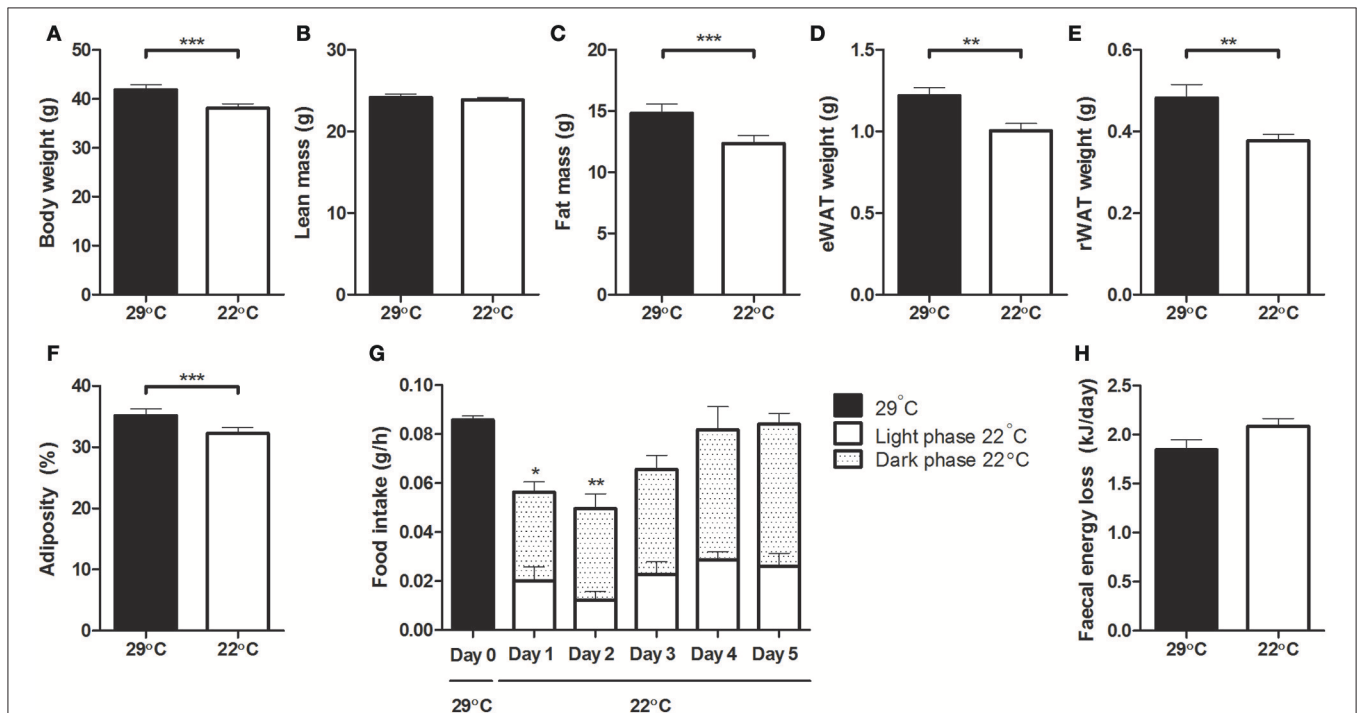 A
Body weight (g)
50
40
30
20
10
0
***
29°C
22°C
B
Lean mass (g)
30
20
10
0
29°C
22°C
C
Fat mass (g)
20
15
10
5
0
***
29°C
22°C
D
eWAT weight (g)
1.5
1.0
0.5
0.0
**
29°C
22°C
E
rWAT weight (g)
0.6
0.4
0.2
0.0
**
29°C
22°C
F
Adiposity (%)
40
30
20
10
0
***
29°C
22°C
G
Food intake (g/h)
0.10
0.08
0.06
0.04
0.02
0.00
*
**
Day 0 Day 1 Day 2 Day 3 Day 4 Day 5
29°C 22°C
29°C
Light phase 22°C
Dark phase 22°C
H
Faecal energy loss (kJ/day)
2.5
2.0
1.5
1.0
0.5
0.0
29°C
22°C